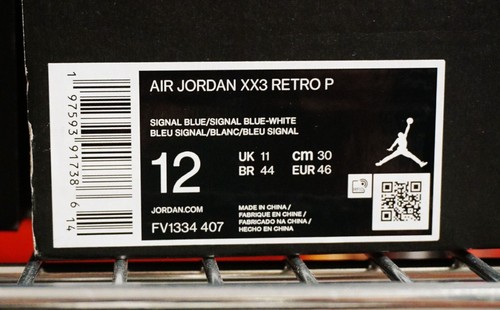 AIR JORDAN XX3 RETRO P
SIGNAL BLUE/SIGNAL BLUE-WHITE
BLEU SIGNAL/BLANC/BLEU SIGNAL
12
UK 11 cm 30
BR 44 EUR 46
JORDAN.COM
FV1334 407
MADE IN CHINA /
FABRIQUE EN CHINE /
FABRICADO NA CHINA /
HECHO EN CHINA
1 97593 91738 6 14